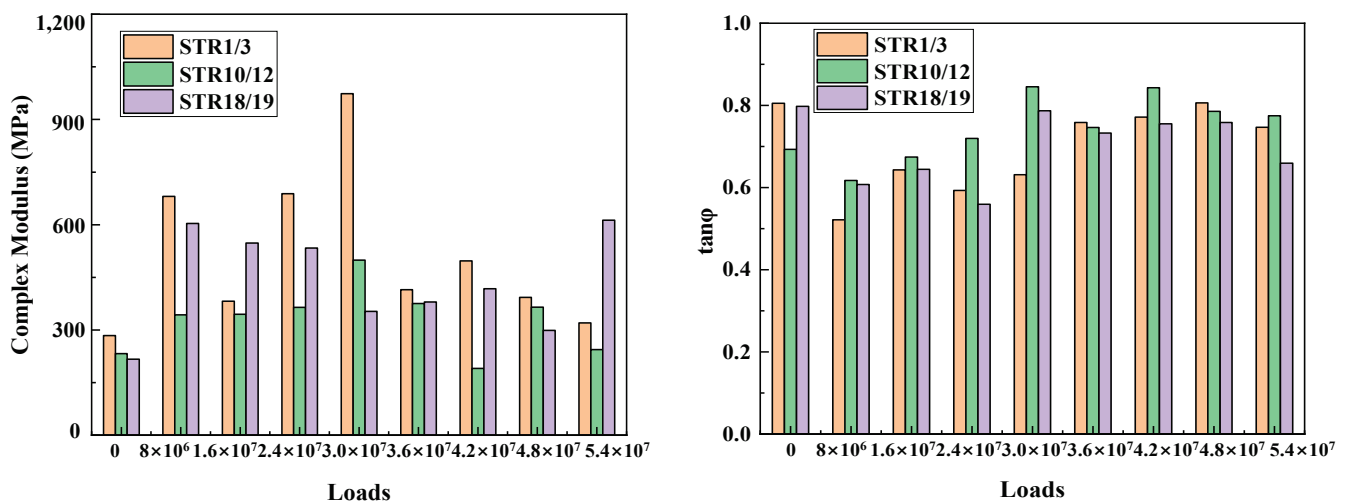 1,200
900
600
300
0
Complex Modulus (MPa)
STR1/3
STR10/12
STR18/19
0 8×10⁶ 1.6×10⁷ 2.4×10⁷ 3.0×10⁷ 3.6×10⁷ 4.2×10⁷ 4.8×10⁷ 5.4×10⁷
Loads
1.0
0.8
0.6
0.4
0.2
0.0
tanφ
STR1/3
STR10/12
STR18/19
0 8×10⁶ 1.6×10⁷ 2.4×10⁷ 3.0×10⁷ 3.6×10⁷ 4.2×10⁷ 4.8×10⁷ 5.4×10⁷
Loads